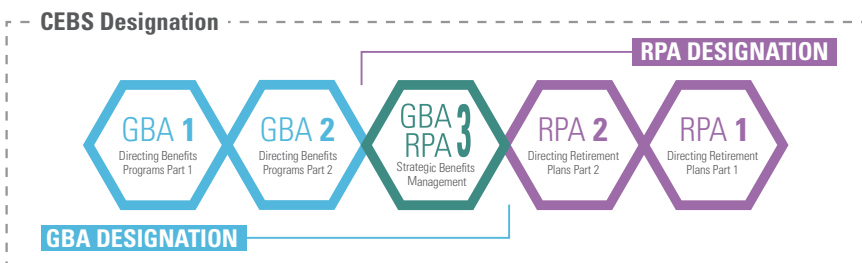 CEBS Designation
RPA DESIGNATION
GBA 1
Directing Benefits
Programs Part 1
GBA 2
Directing Benefits
Programs Part 2
GBA
RPA 3
Strategic Benefits
Management
RPA 2
Directing Retirement
Plans Part 2
RPA 1
Directing Retirement
Plans Part 1
GBA DESIGNATION